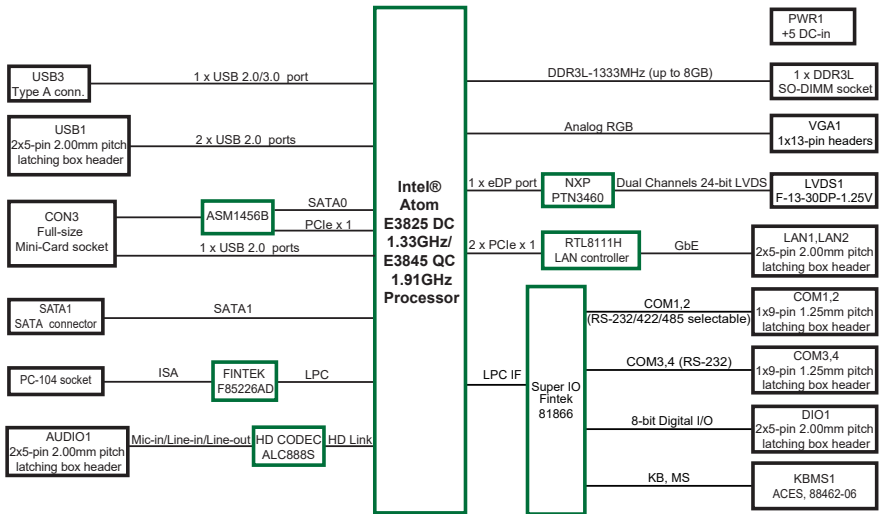 PWR1
+5 DC-in
USB3
Type A conn.
1 x USB 2.0/3.0 port
DDR3L-1333MHz (up to 8GB)
1 x DDR3L
SO-DIMM socket
USB1
2x5-pin 2.00mm pitch
latching box header
2 x USB 2.0 ports
Analog RGB
VGA1
1x13-pin headers
Intel®
Atom
E3825 DC
1.33GHz/
E3845 QC
1.91GHz
Processor
1 x eDP port
NXP
PTN3460
Dual Channels 24-bit LVDS
LVDS1
F-13-30DP-1.25V
CON3
Full-size
Mini-Card socket
ASM1456B
SATA0
PCIe x 1
1 x USB 2.0 ports
2 x PCIe x 1
RTL8111H
LAN controller
GbE
LAN1,LAN2
2x5-pin 2.00mm pitch
latching box header
SATA1
SATA connector
SATA1
COM1,2
(RS-232/422/485 selectable)
COM1,2
1x9-pin 1.25mm pitch
latching box header
PC-104 socket
ISA
FINTEK
F85226AD
LPC
LPC IF
Super IO
Fintek
81866
COM3,4 (RS-232)
COM3,4
1x9-pin 1.25mm pitch
latching box header
AUDIO1
2x5-pin 2.00mm pitch
latching box header
Mic-in/Line-in/Line-out
HD CODEC
ALC888S
HD Link
8-bit Digital I/O
DIO1
2x5-pin 2.00mm pitch
latching box header
KB, MS
KBMS1
ACES, 88462-06